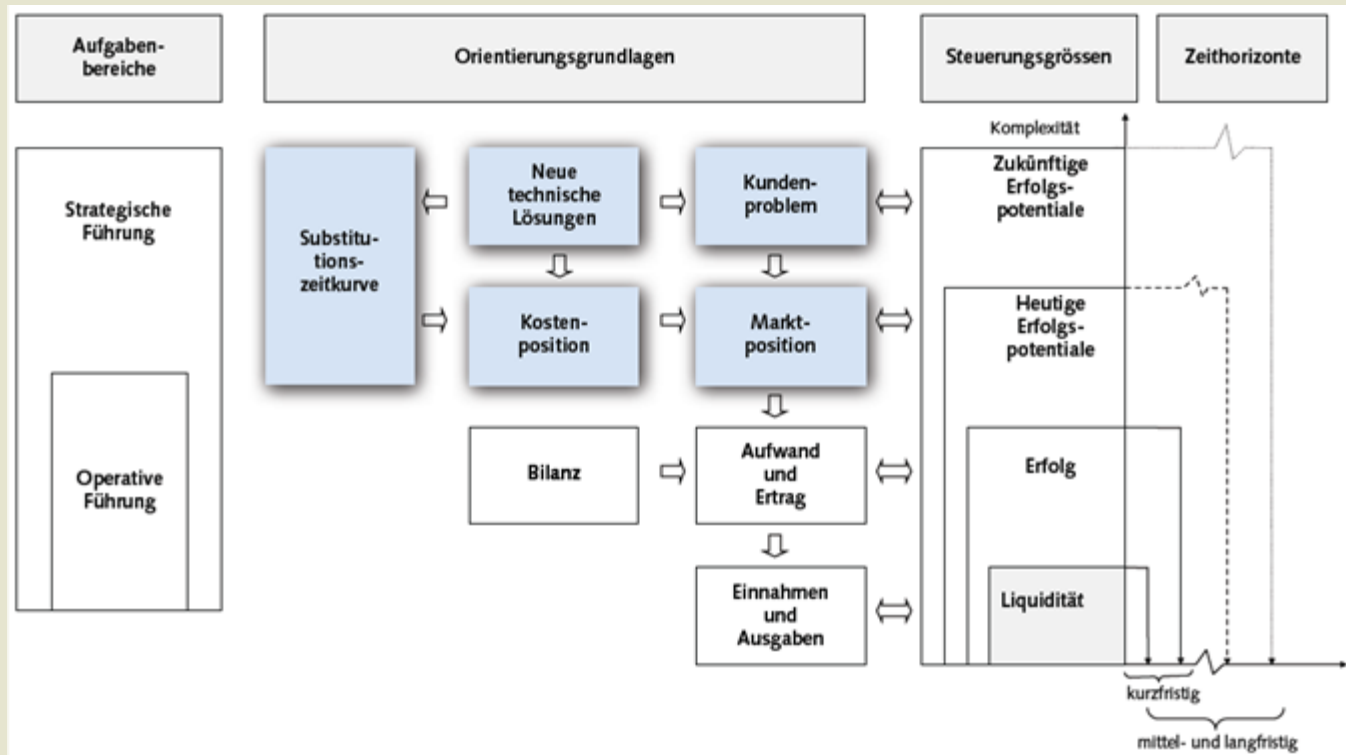 Aufgaben-
bereiche
Orientierungsgrundlagen
Steuerungsgrössen
Zeithorizonte
Strategische
Führung
Operative
Führung
Substitu-
tions-
zeitkurve
Neue
technische
Lösungen
Kunden-
problem
Kosten-
position
Markt-
position
Bilanz
Aufwand
und
Ertrag
Einnahmen
und
Ausgaben
Komplexität
Zukünftige
Erfolgs-
potentiale
Heutige
Erfolgs-
potentiale
Erfolg
Liquidität
kurzfristig
mittel- und langfristig